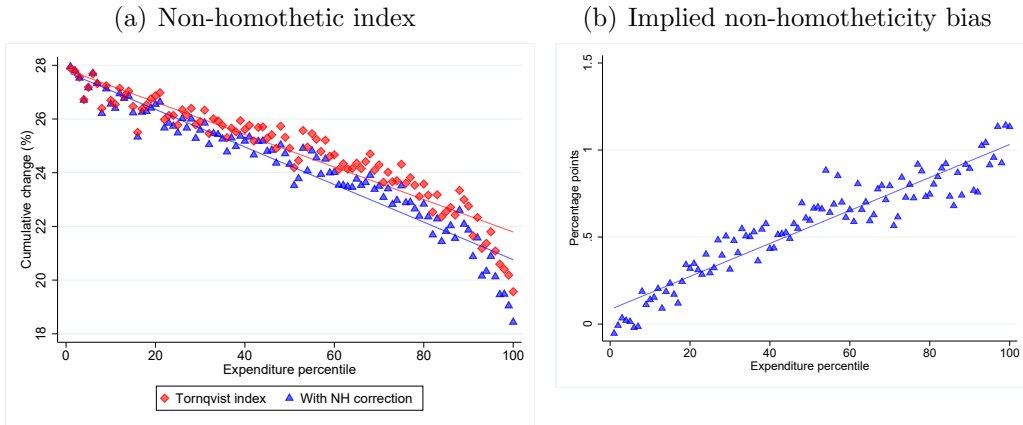 (a) Non-homothetic index
28
26
24
22
20
18
Cumulative change (%)
0 20 40 60 80 100
Expenditure percentile
Tornqvist index With NH correction
(b) Implied non-homotheticity bias
1.5
1
.5
0
Percentage points
0 20 40 60 80 100
Expenditure percentile